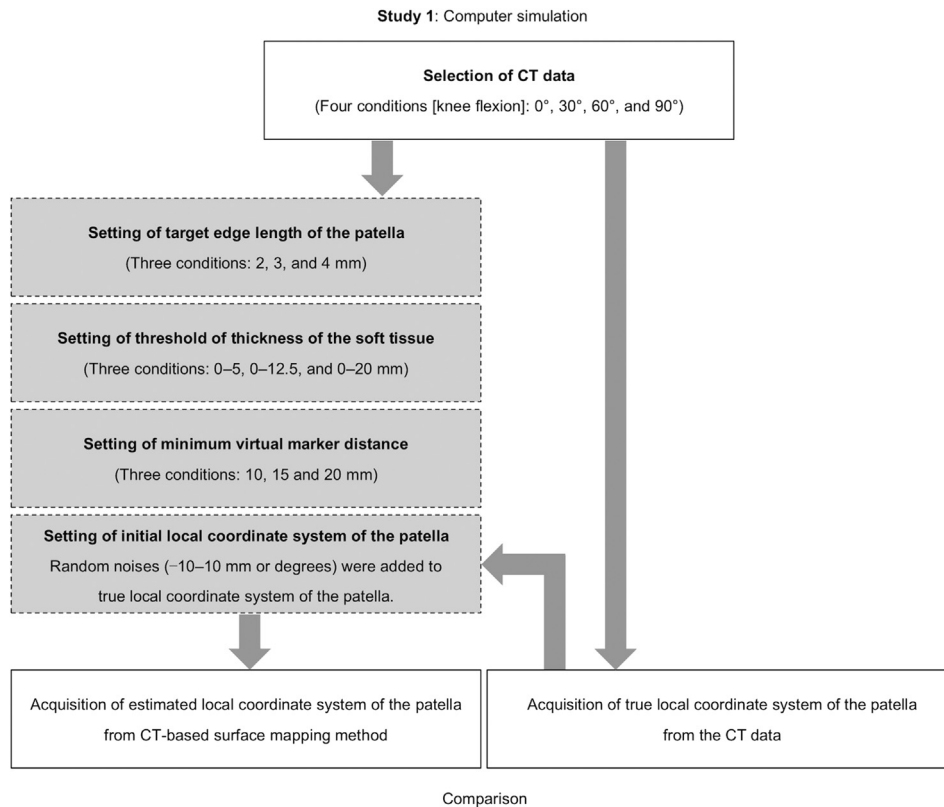 Study 1: Computer simulation
Selection of CT data
(Four conditions [knee flexion]: 0°, 30°, 60°, and 90°)
Setting of target edge length of the patella
(Three conditions: 2, 3, and 4 mm)
Setting of threshold of thickness of the soft tissue
(Three conditions: 0–5, 0–12.5, and 0–20 mm)
Setting of minimum virtual marker distance
(Three conditions: 10, 15 and 20 mm)
Setting of initial local coordinate system of the patella
Random noises (−10–10 mm or degrees) were added to
true local coordinate system of the patella.
Acquisition of estimated local coordinate system of the patella
from CT-based surface mapping method
Acquisition of true local coordinate system of the patella
from the CT data
Comparison